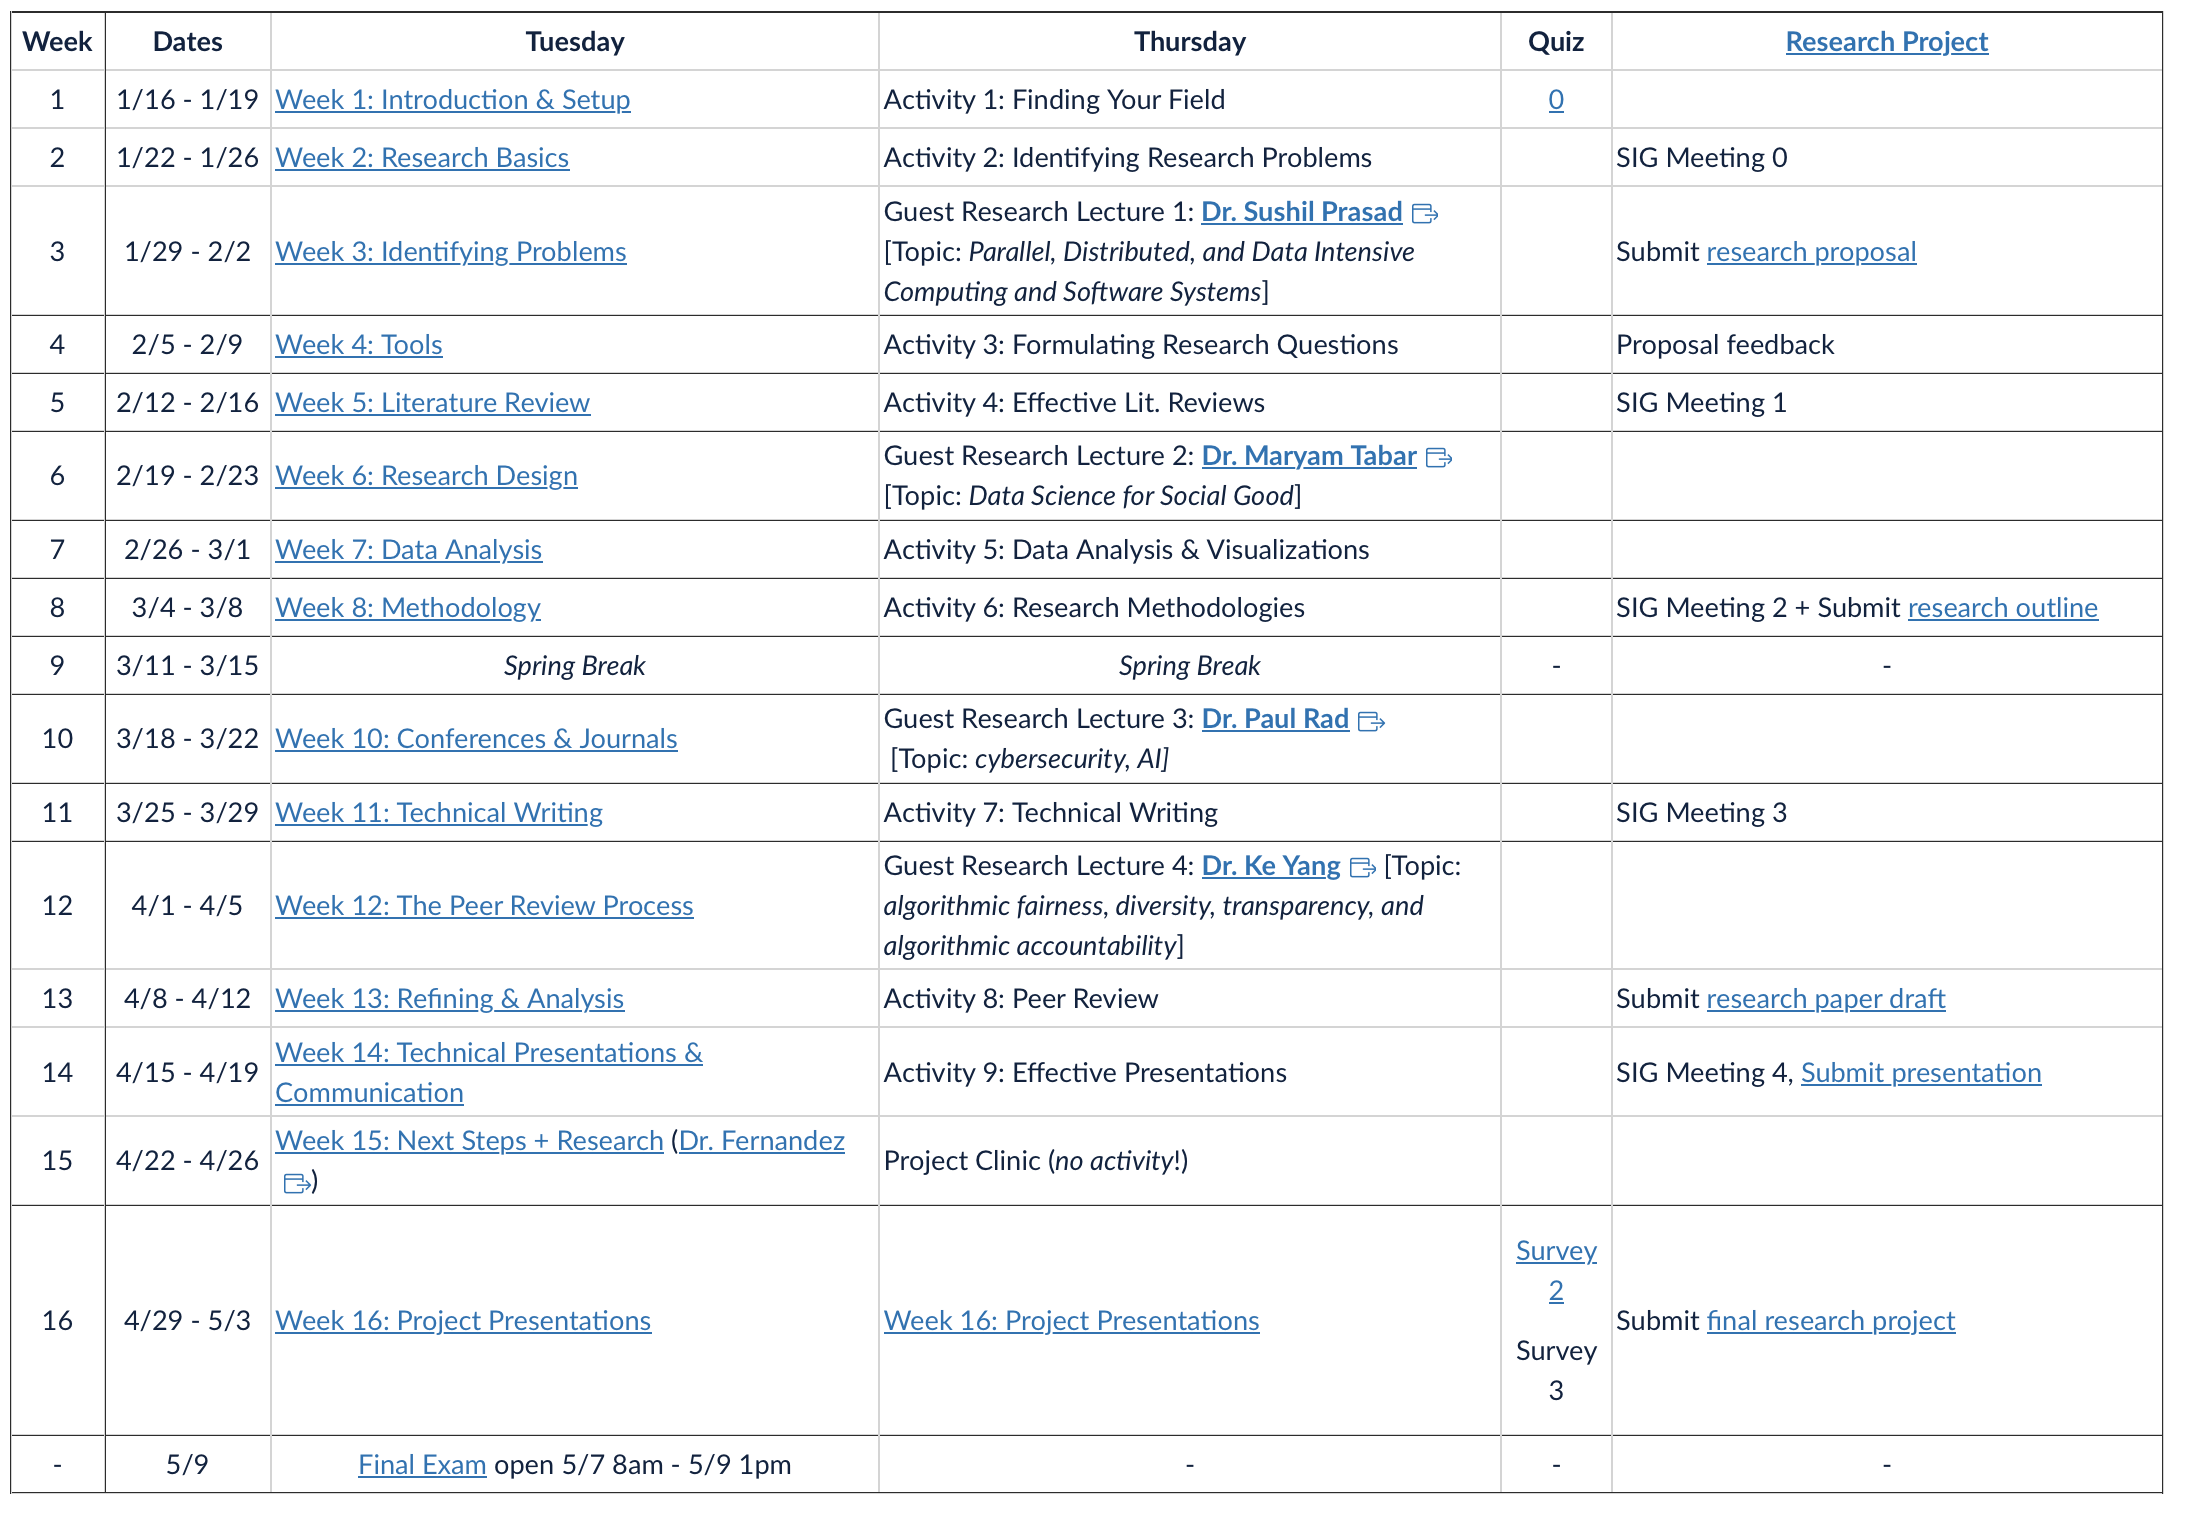 Week Dates Tuesday Thursday Quiz Research Project
1 1/16 - 1/19 Week 1: Introduction & Setup Activity 1: Finding Your Field 0
2 1/22 - 1/26 Week 2: Research Basics Activity 2: Identifying Research Problems SIG Meeting 0
3 1/29 - 2/2 Week 3: Identifying Problems Guest Research Lecture 1: Dr. Sushil Prasad
[Topic: Parallel, Distributed, and Data Intensive
Computing and Software Systems]
Submit research proposal
4 2/5 - 2/9 Week 4: Tools Activity 3: Formulating Research Questions Proposal feedback
5 2/12 - 2/16 Week 5: Literature Review Activity 4: Effective Lit. Reviews SIG Meeting 1
6 2/19 - 2/23 Week 6: Research Design Guest Research Lecture 2: Dr. Maryam Tabar
[Topic: Data Science for Social Good]
7 2/26 - 3/1 Week 7: Data Analysis Activity 5: Data Analysis & Visualizations
8 3/4 - 3/8 Week 8: Methodology Activity 6: Research Methodologies SIG Meeting 2 + Submit research outline
9 3/11 - 3/15 Spring Break Spring Break - -
10 3/18 - 3/22 Week 10: Conferences & Journals Guest Research Lecture 3: Dr. Paul Rad
[Topic: cybersecurity, AI]
11 3/25 - 3/29 Week 11: Technical Writing Activity 7: Technical Writing SIG Meeting 3
12 4/1 - 4/5 Week 12: The Peer Review Process Guest Research Lecture 4: Dr. Ke Yang [Topic:
algorithmic fairness, diversity, transparency, and
algorithmic accountability]
13 4/8 - 4/12 Week 13: Refining & Analysis Activity 8: Peer Review Submit research paper draft
14 4/15 - 4/19 Week 14: Technical Presentations &
Communication
Activity 9: Effective Presentations SIG Meeting 4, Submit presentation
15 4/22 - 4/26 Week 15: Next Steps + Research (Dr. Fernandez
)
Project Clinic (no activity!)
16 4/29 - 5/3 Week 16: Project Presentations Week 16: Project Presentations Survey
2
Survey
3
Submit final research project
- 5/9 Final Exam open 5/7 8am - 5/9 1pm - - -